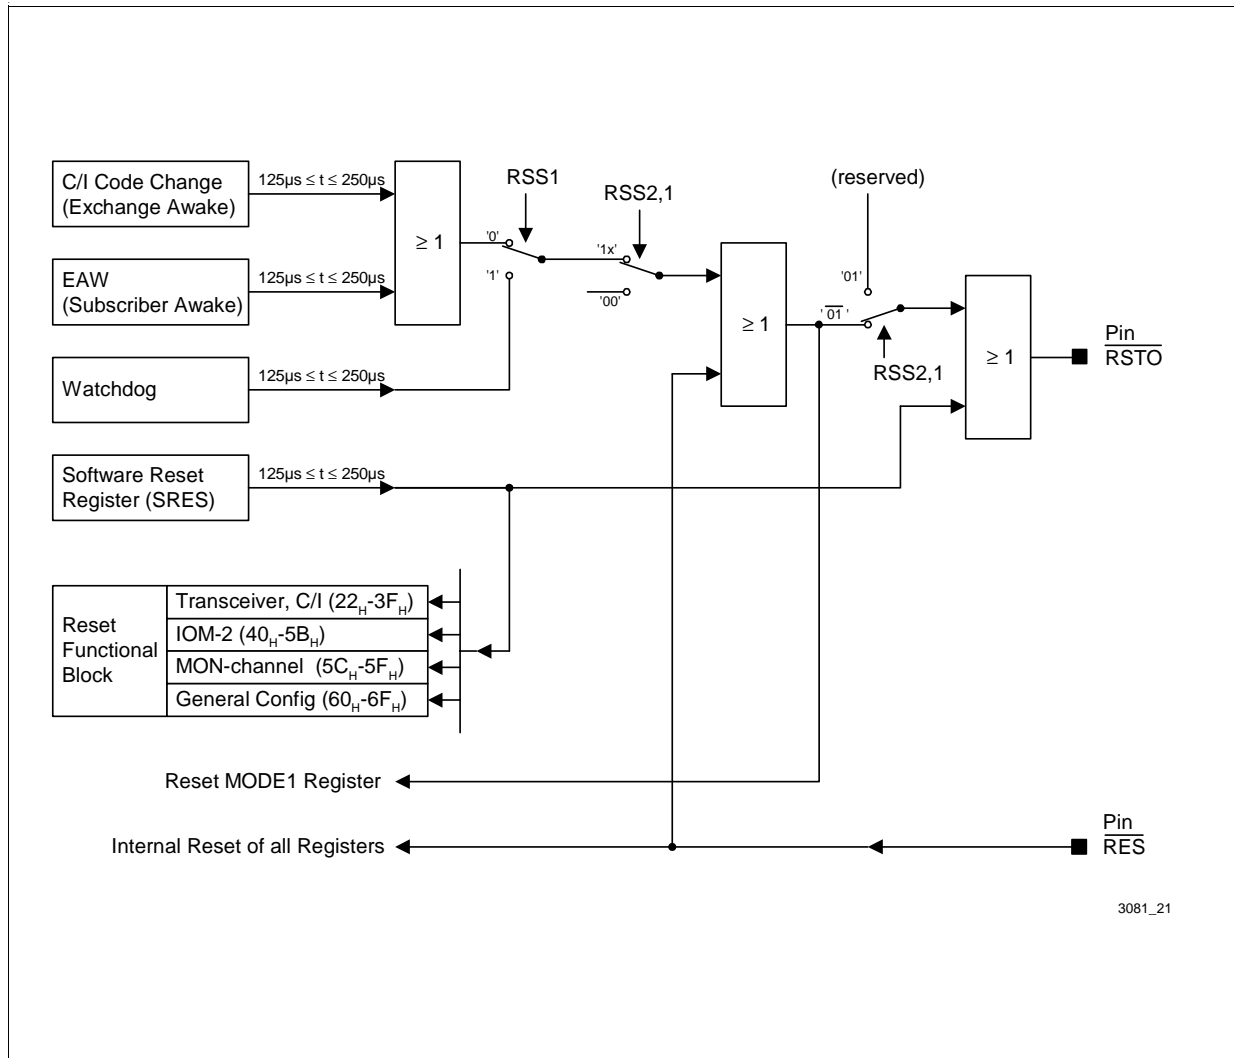 C/I Code Change
(Exchange Awake)
125µs ≤ t ≤ 250µs
EAW
(Subscriber Awake)
125µs ≤ t ≤ 250µs
Watchdog
125µs ≤ t ≤ 250µs
Software Reset
Register (SRES)
125µs ≤ t ≤ 250µs
≥ 1
RSS1
'0'
'1'
RSS2,1
'1x'
'00'
≥ 1
(reserved)
'01'
'0̅1̅'
RSS2,1
≥ 1
Pin
R̅S̅T̅O̅
Reset
Functional
Block
Transceiver, C/I (22H-3FH)
IOM-2 (40H-5BH)
MON-channel (5CH-5FH)
General Config (60H-6FH)
Reset MODE1 Register
Internal Reset of all Registers
Pin
R̅E̅S̅
3081_21